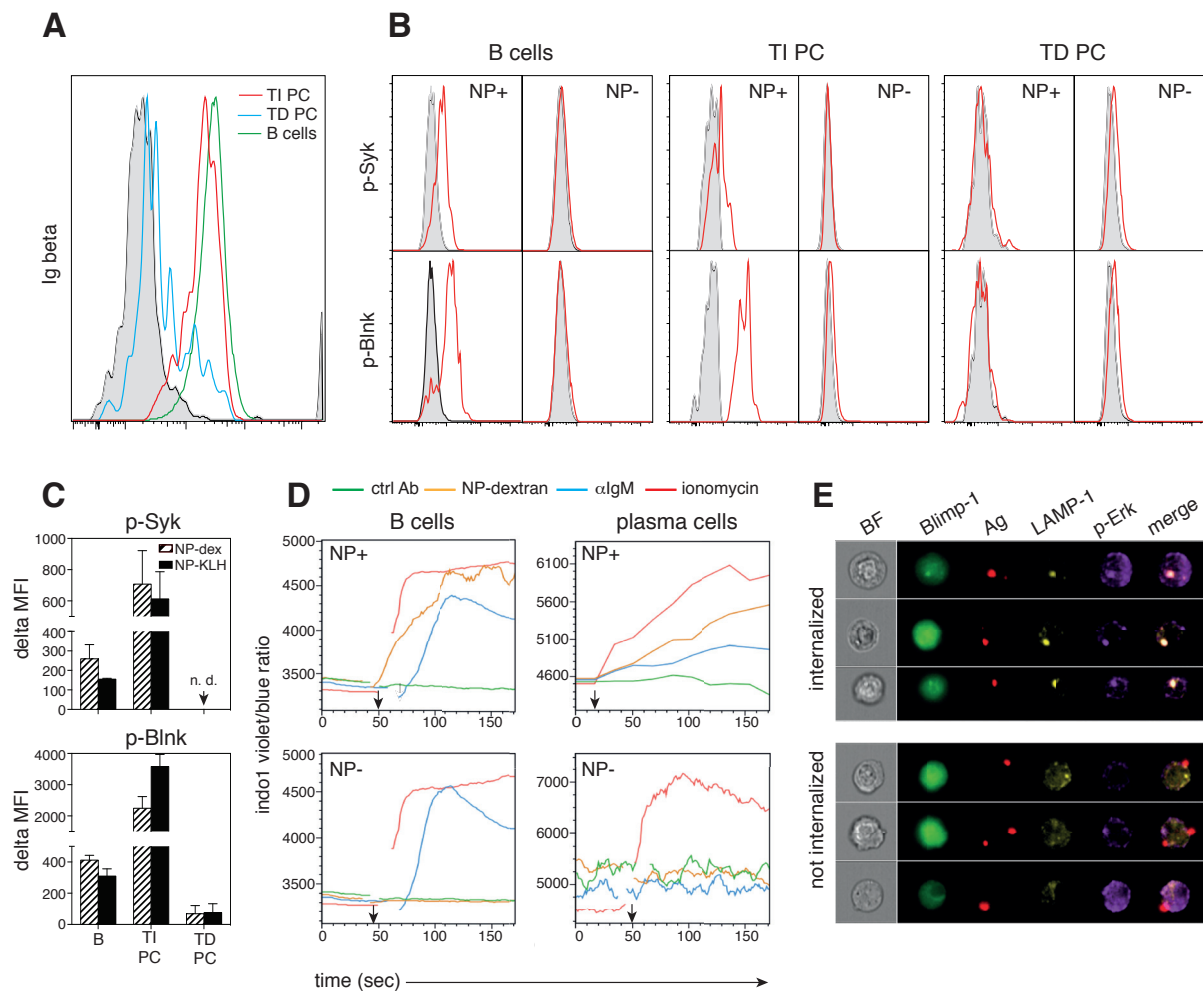 A
TI PC
TD PC
B cells
Ig beta
B
B cells
TI PC
TD PC
NP+
NP-
NP+
NP-
NP+
NP-
p-Syk
p-Blnk
C
p-Syk
NP-dex
NP-KLH
delta MFI
1000
800
600
400
300
200
100
0
n. d.
p-Blnk
delta MFI
4000
3000
2000
400
200
0
B
TI
PC
TD
PC
D
ctrl Ab
NP-dextran
αIgM
ionomycin
B cells
plasma cells
indo1 violet/blue ratio
NP+
5000
4500
4000
3500
0
50
100
150
NP+
6100
5600
5100
4500
0
50
100
150
NP-
5000
4500
4000
3500
0
50
100
150
NP-
7000
6000
5000
0
50
100
150
time (sec)
E
BF
Blimp-1
Ag
LAMP-1
p-Erk
merge
internalized
not internalized